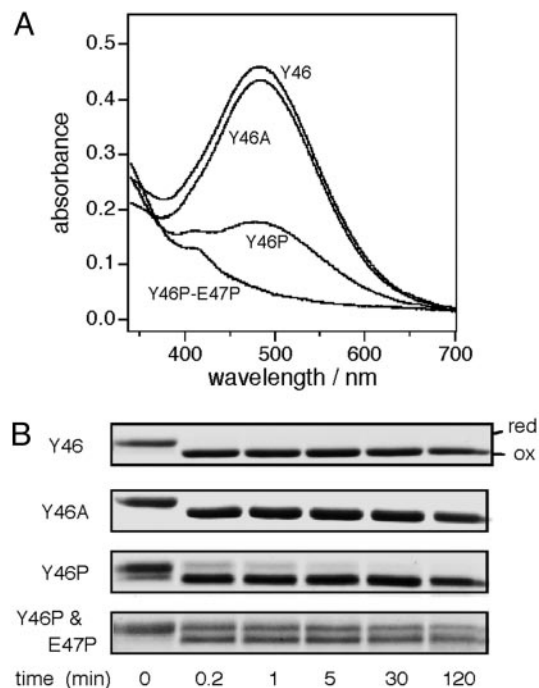 A
0.5
0.4
0.3
0.2
0.1
0.0
absorbance
Y46
Y46A
Y46P
Y46P-E47P
400 500 600 700
wavelength / nm
B
Y46
red
ox
Y46A
Y46P
Y46P &
E47P
time (min) 0 0.2 1 5 30 120